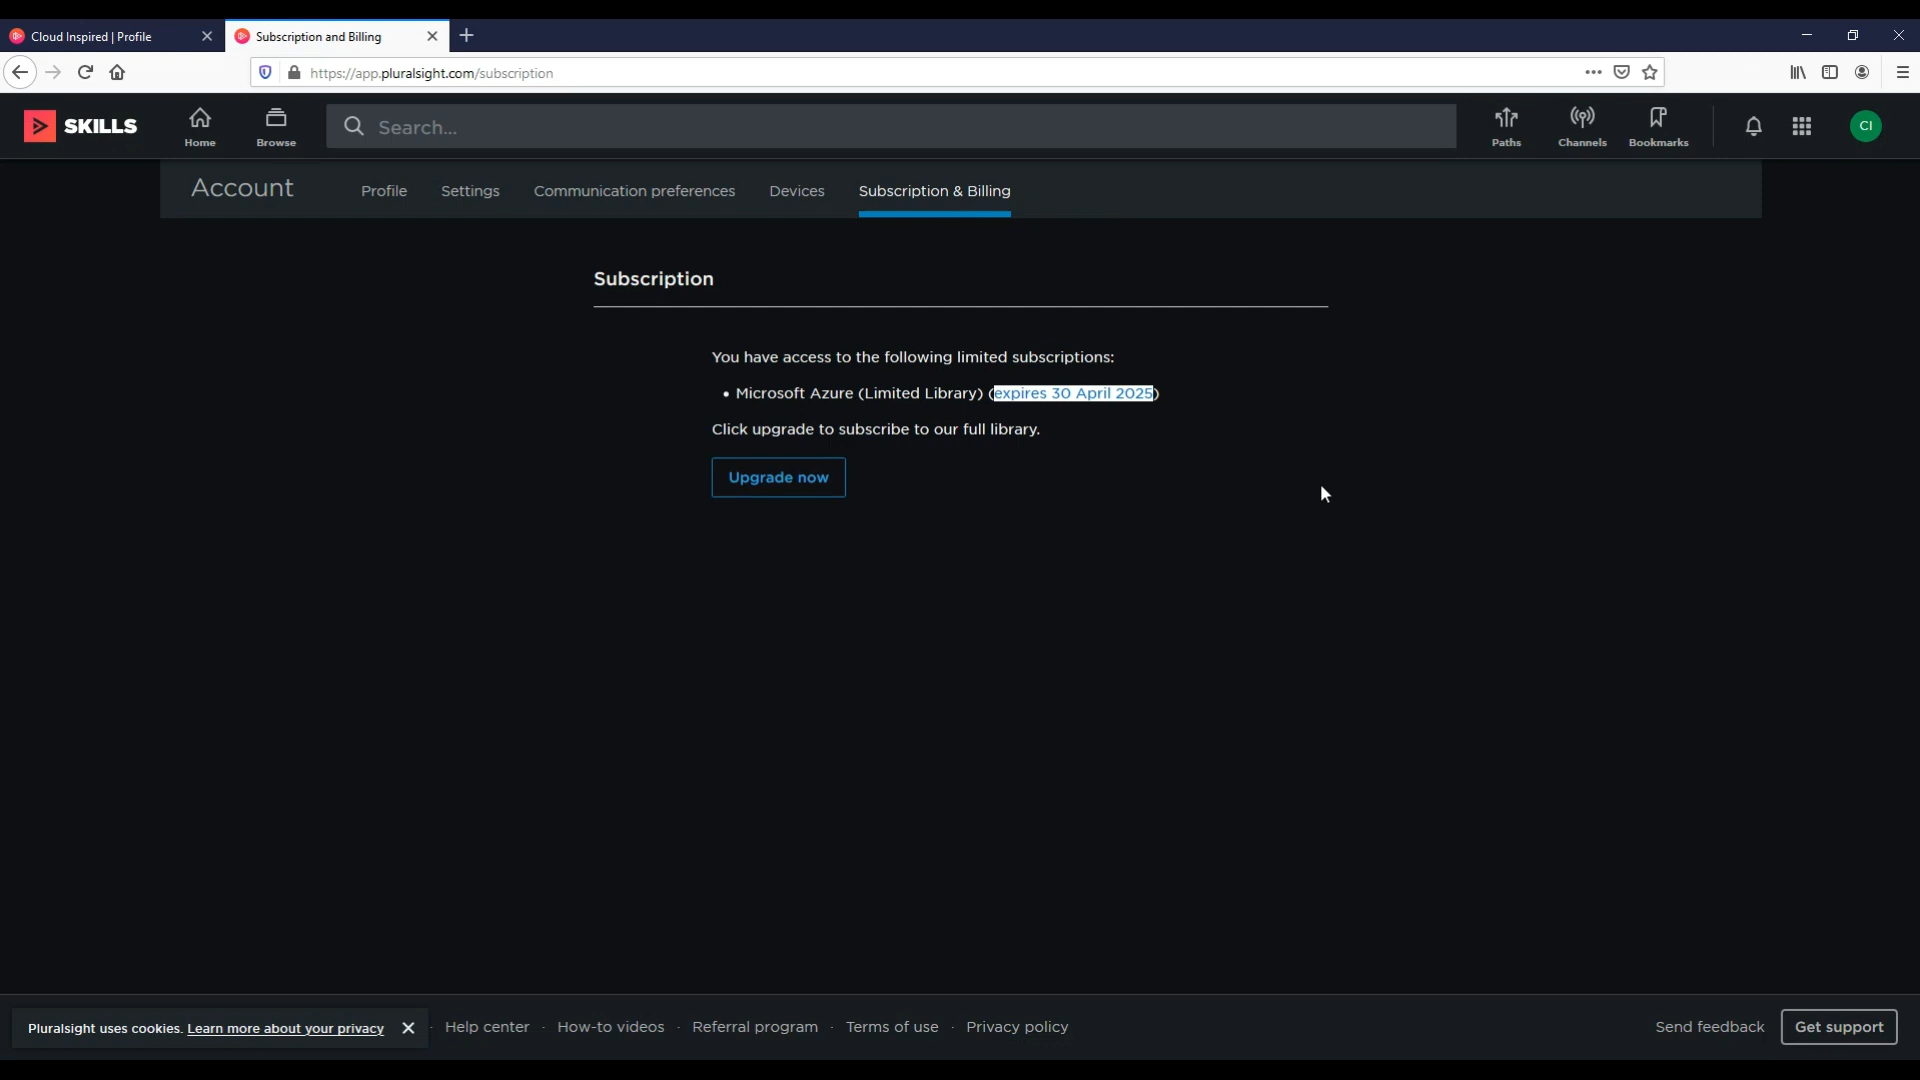 Cloud Inspired | Profile
Subscription and Billing
https://app.pluralsight.com/subscription
SKILLS
Home
Browse
Search...
Paths
Channels
Bookmarks
CI
Account
Profile
Settings
Communication preferences
Devices
Subscription & Billing
Subscription
You have access to the following limited subscriptions:
• Microsoft Azure (Limited Library) (expires 30 April 2025)
Click upgrade to subscribe to our full library.
Upgrade now
Pluralsight uses cookies. Learn more about your privacy
· Help center · How-to videos · Referral program · Terms of use · Privacy policy
Send feedback
Get support